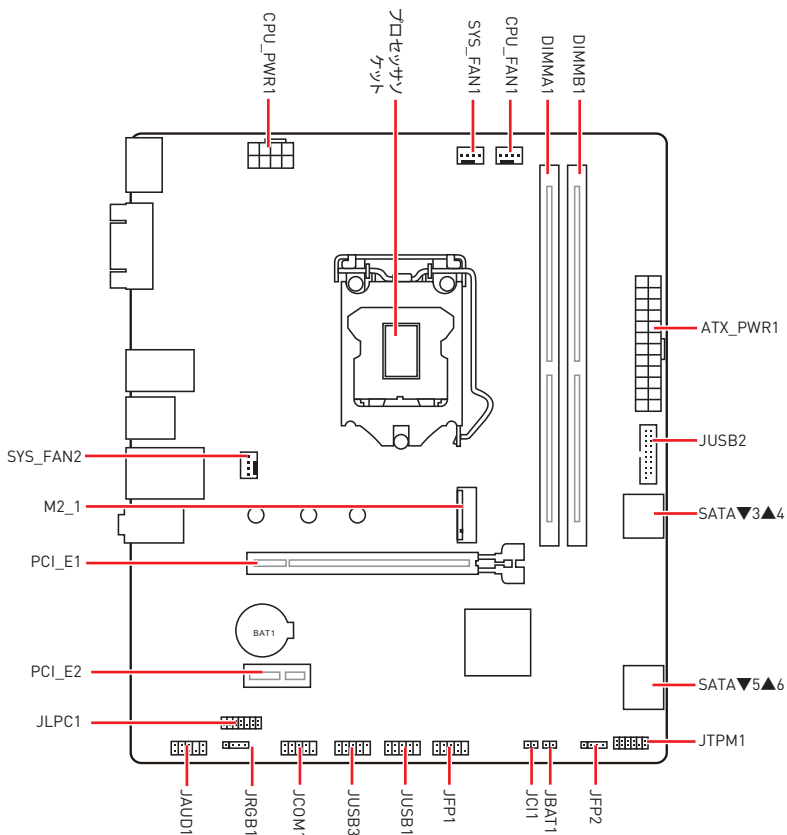 CPU_PWR1
プロセッサソ
ケット
SYS_FAN1
CPU_FAN1
DIMMA1
DIMMB1
ATX_PWR1
JUSB2
SYS_FAN2
M2_1
SATA▼3▲4
PCI_E1
BAT1
PCI_E2
SATA▼5▲6
JLPC1
JTPM1
JAUD1
JRGB1
JCOM1
JUSB3
JUSB1
JFP1
JCI1
JBAT1
JFP2